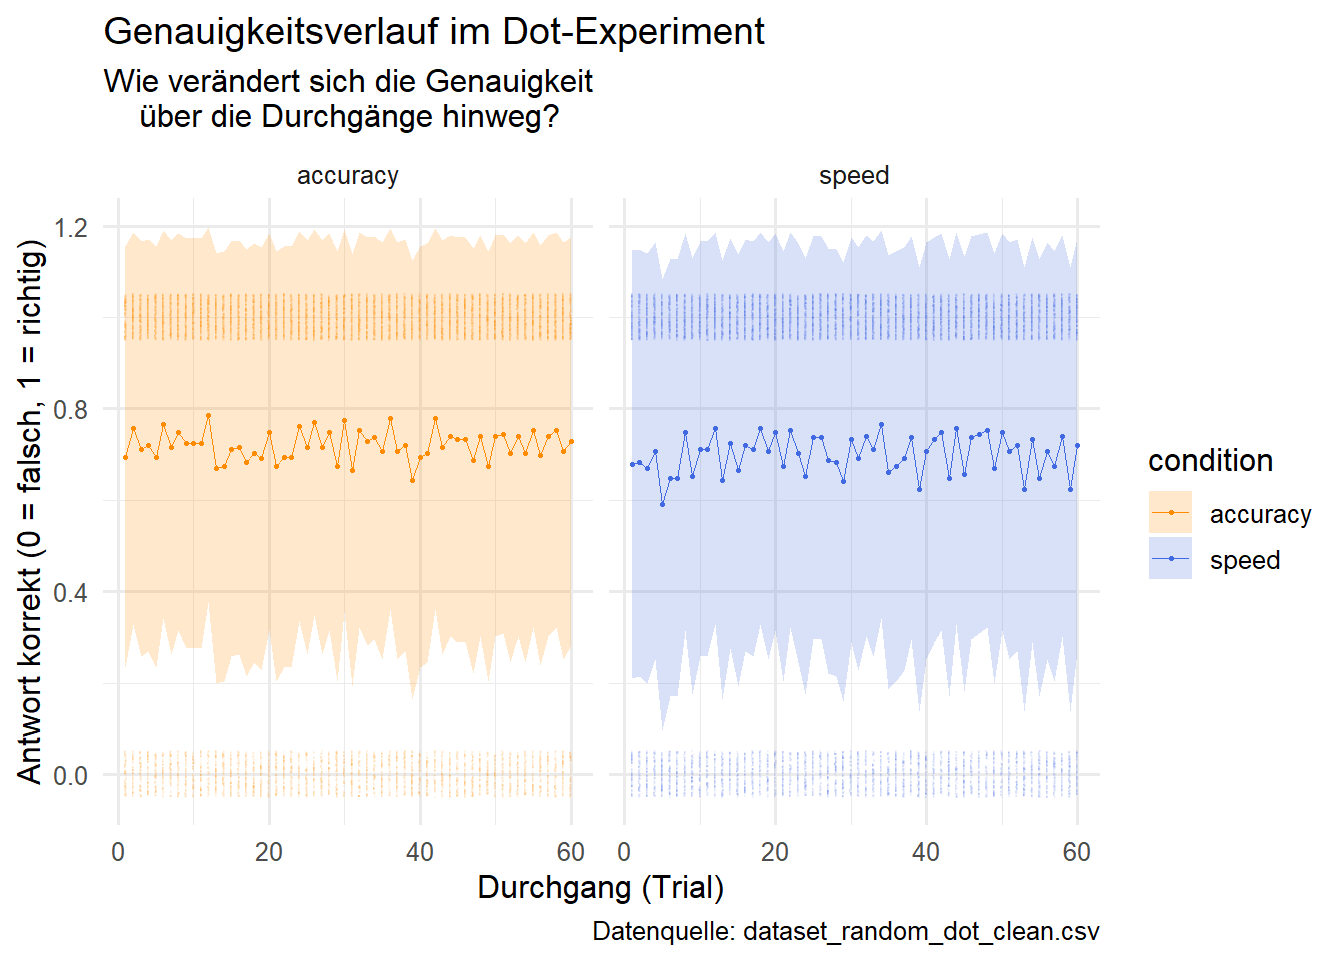 Genauigkeitsverlauf im Dot-Experiment
Wie verändert sich die Genauigkeit
über die Durchgänge hinweg?
accuracy
speed
Antwort korrekt (0 = falsch, 1 = richtig)
1.2
0.8
0.4
0.0
0 20 40 60
0 20 40 60
Durchgang (Trial)
condition
accuracy
speed
Datenquelle: dataset_random_dot_clean.csv